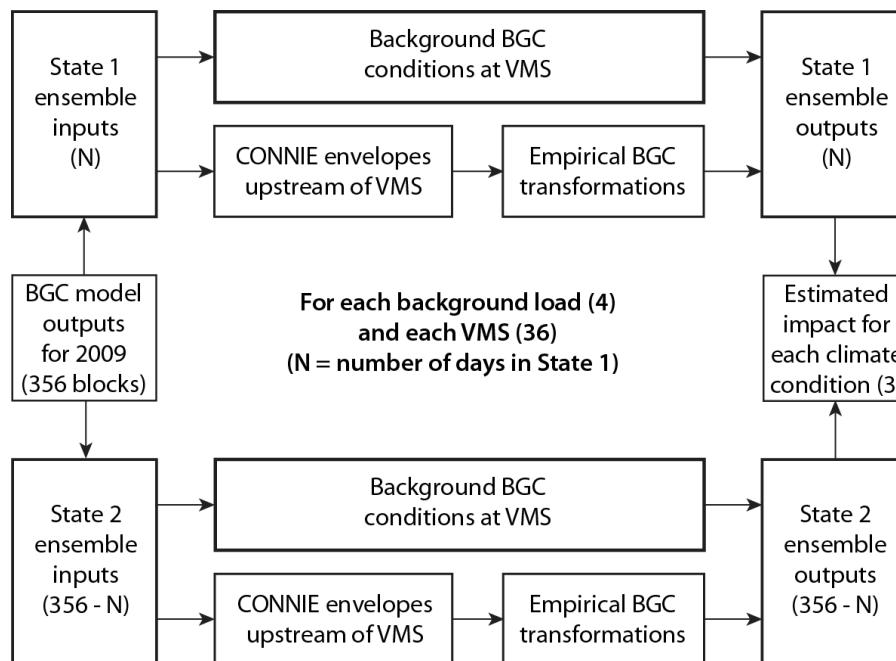 State 1
ensemble
inputs
(N)
Background BGC
conditions at VMS
State 1
ensemble
outputs
(N)
CONNIE envelopes
upstream of VMS
Empirical BGC
transformations
BGC model
outputs
for 2009
(356 blocks)
For each background load (4)
and each VMS (36)
(N = number of days in State 1)
Estimated
impact for
each climate
condition (3
State 2
ensemble
inputs
(356 - N)
Background BGC
conditions at VMS
State 2
ensemble
outputs
(356 - N)
CONNIE envelopes
upstream of VMS
Empirical BGC
transformations